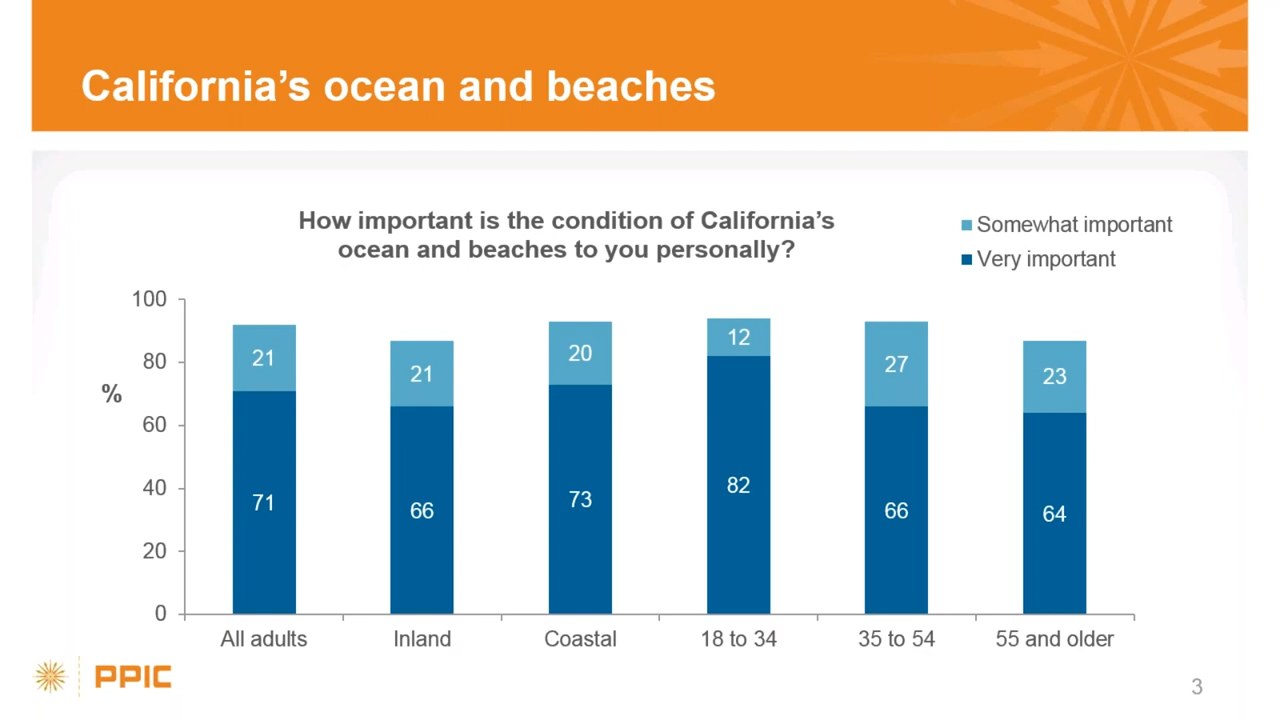 California's ocean and beaches
How important is the condition of California's
ocean and beaches to you personally?
Somewhat important
Very important
%
100
80
60
40
20
0
21
21
20
12
27
23
71
66
73
82
66
64
All adults
Inland
Coastal
18 to 34
35 to 54
55 and older
PPIC
3